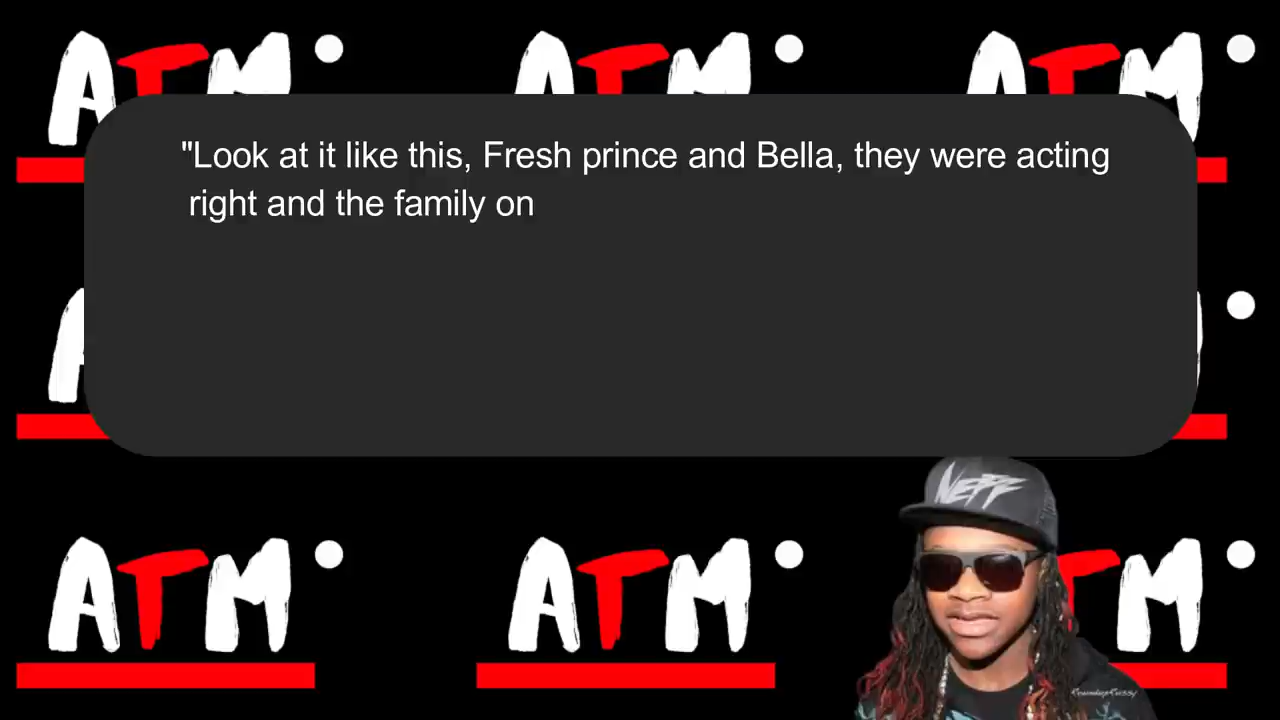 ATM ATM ATM
"Look at it like this, Fresh prince and Bella, they were acting
right and the family on
NEFF
ATM ATM ATM